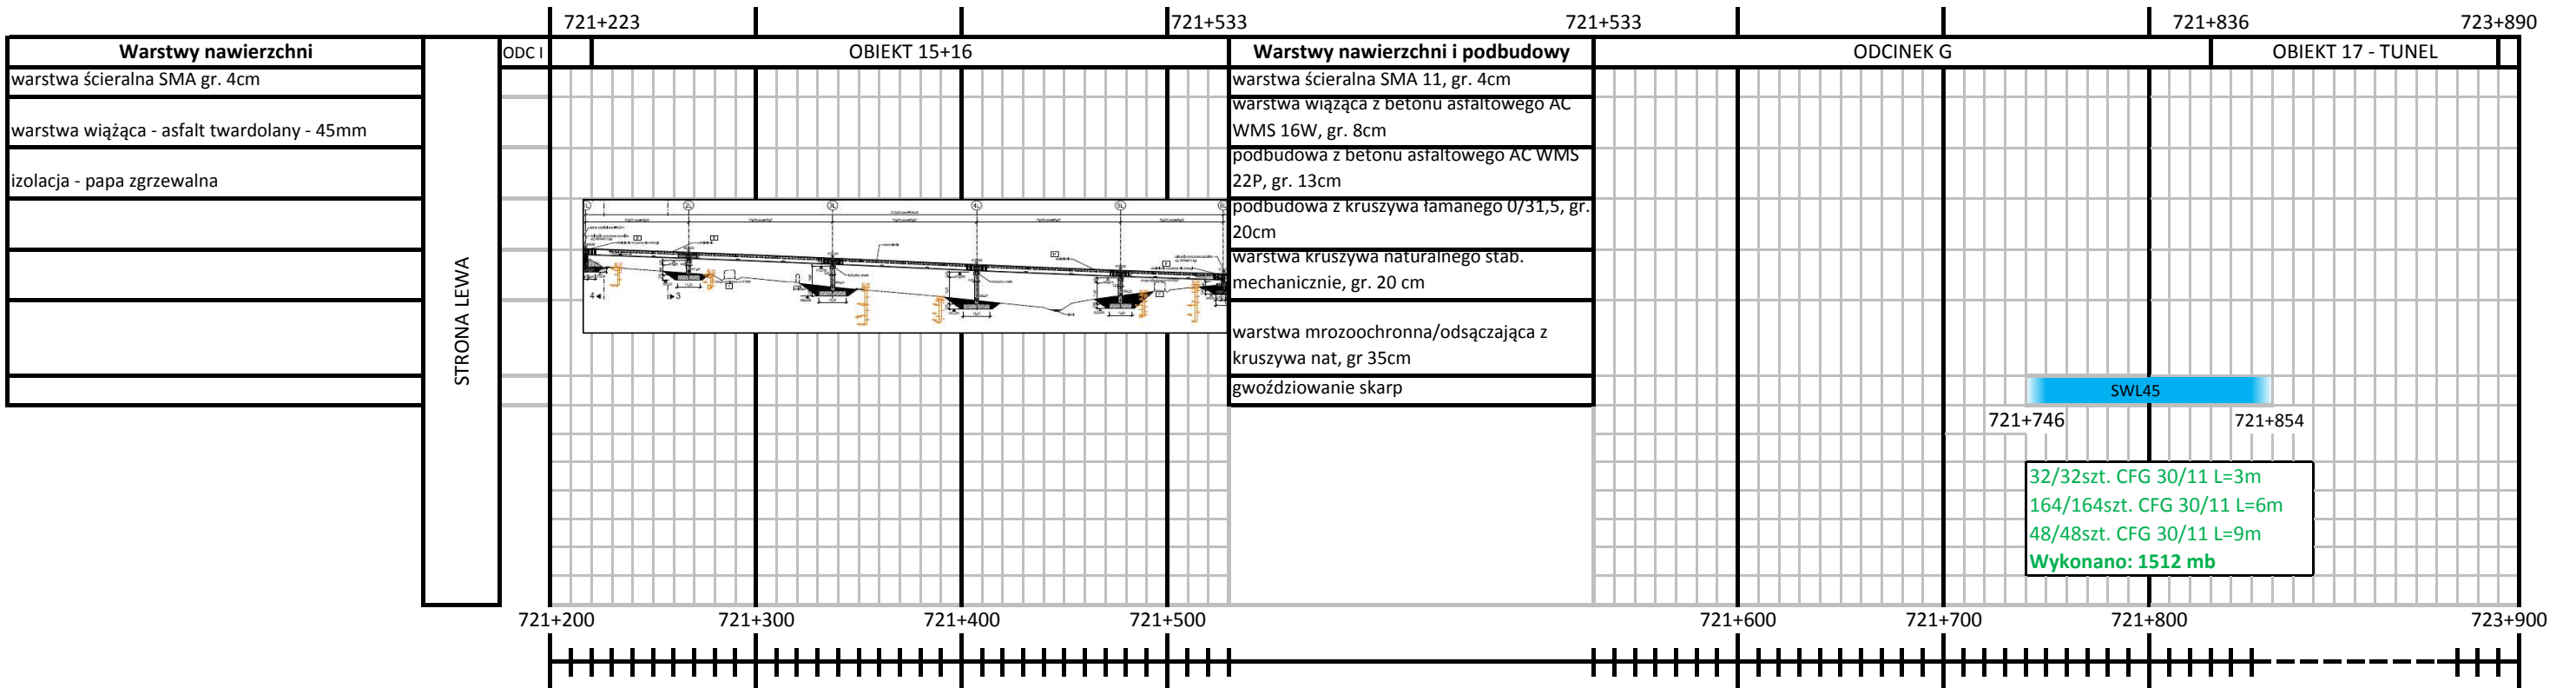 721+223
721+533
721+533
721+836
723+890
Warstwy nawierzchni
STRONA LEWA
ODC I
OBIEKT 15+16
Warstwy nawierzchni i podbudowy
ODCINEK G
OBIEKT 17 - TUNEL
warstwa ścieralna SMA gr. 4cm
warstwa wiążąca - asfalt twardolany - 45mm
izolacja - papa zgrzewalna
warstwa ścieralna SMA 11, gr. 4cm
warstwa wiążąca z betonu asfaltowego AC
WMS 16W, gr. 8cm
podbudowa z betonu asfaltowego AC WMS
22P, gr. 13cm
podbudowa z kruszywa łamanego 0/31,5, gr.
20cm
warstwa kruszywa naturalnego stab.
mechanicznie, gr. 20 cm
warstwa mrozoochronna/odsączająca z
kruszywa nat, gr 35cm
gwoździowanie skarp
SWL45
721+746
721+854
32/32szt. CFG 30/11 L=3m
164/164szt. CFG 30/11 L=6m
48/48szt. CFG 30/11 L=9m
Wykonano: 1512 mb
721+200
721+300
721+400
721+500
721+600
721+700
721+800
723+900